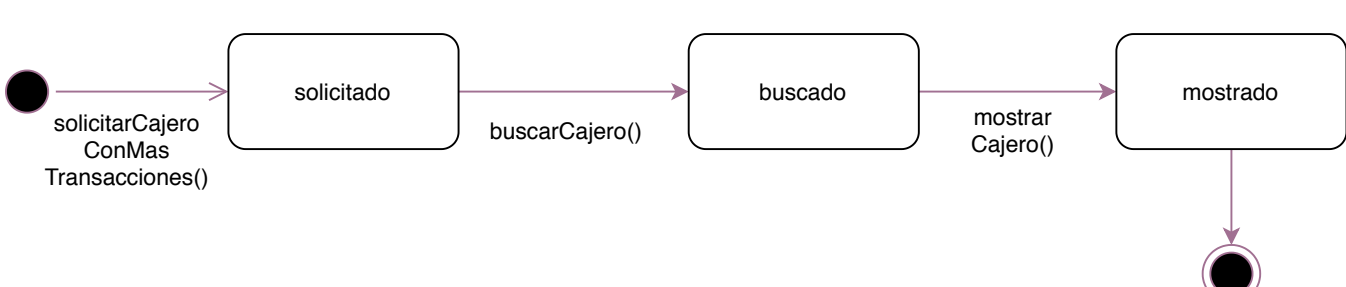 solicitado
buscado
mostrado
solicitarCajero
ConMas
Transacciones()
buscarCajero()
mostrar
Cajero()